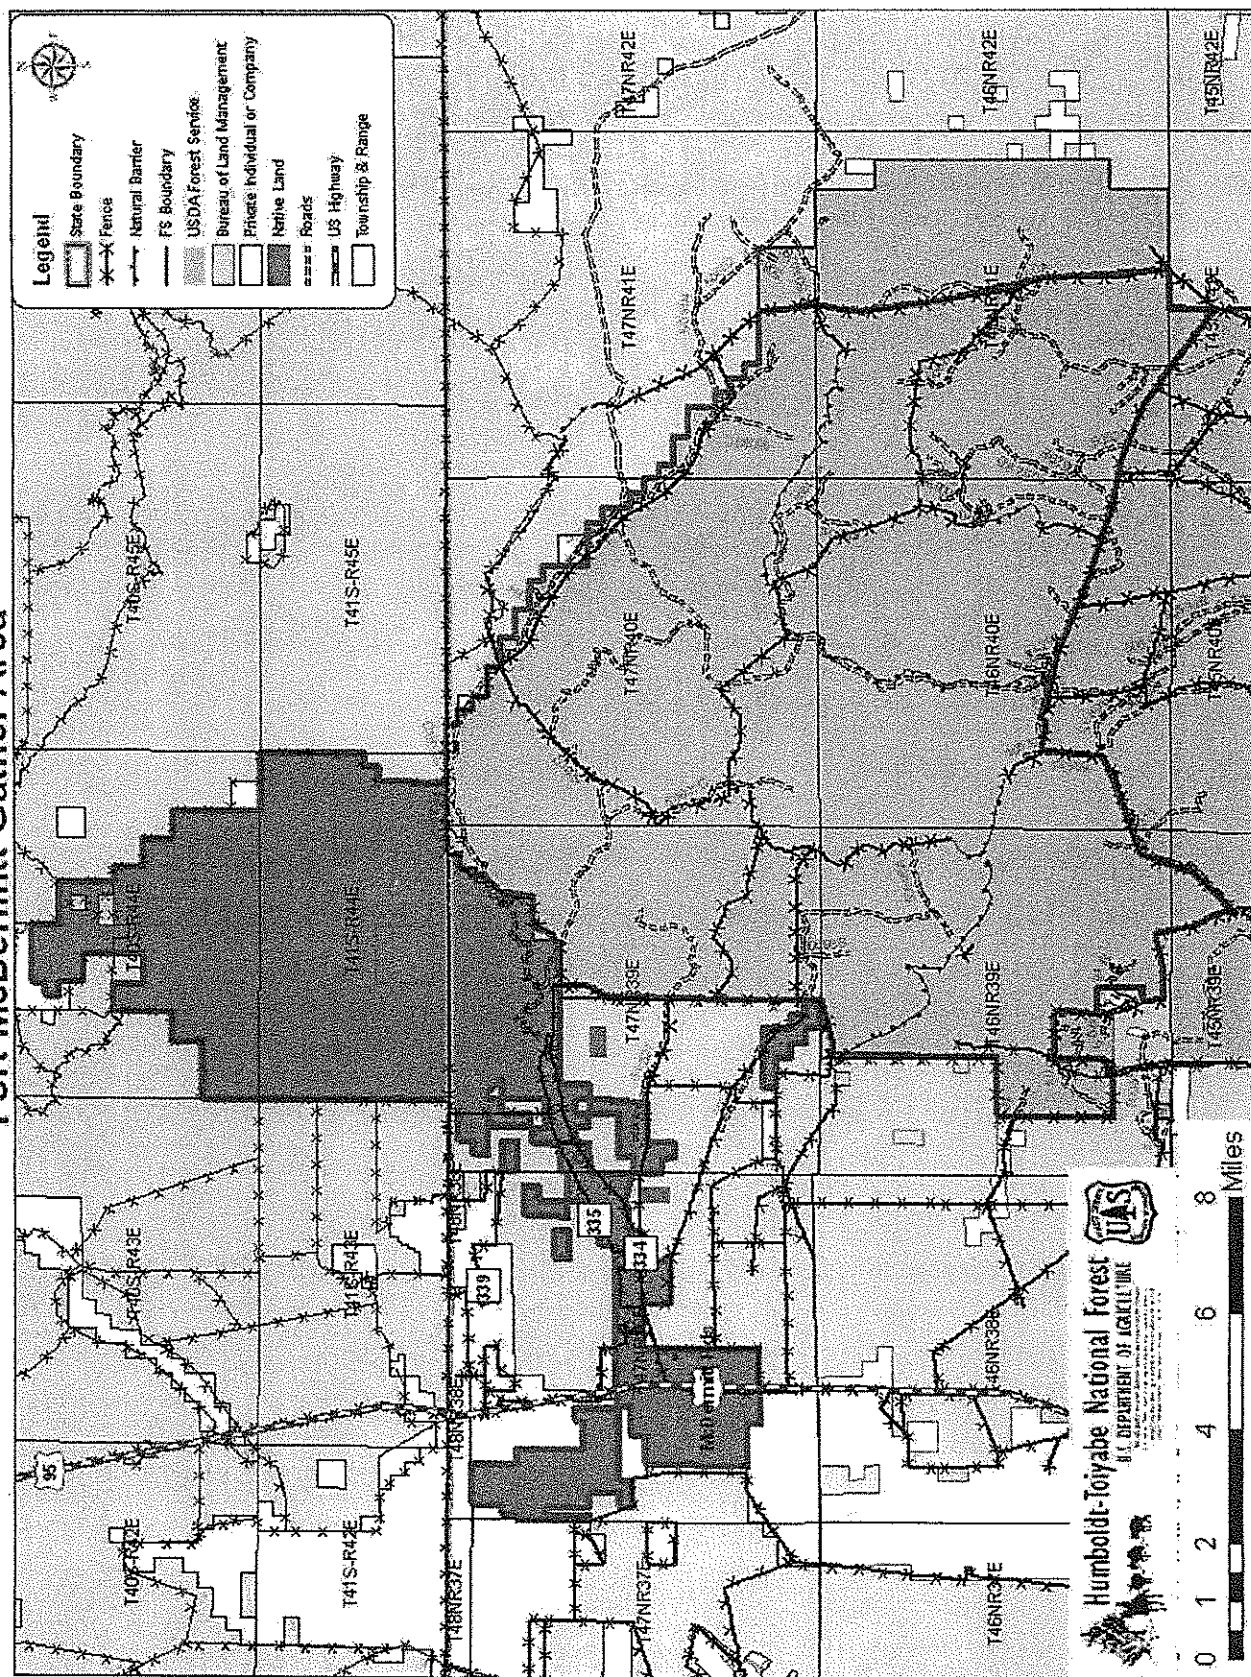 Fort McDermitt Gather Area
Legend
State Boundary
Fence
Natural Barrier
FS Boundary
USDA Forest Service
Bureau of Land Management
Private Individual or Company
Native Land
Roads
US Highway
Township & Range
N
E
S
W
95
T40S-R42E
T40S-R43E
T40S-R44E
T40S-R45E
T41S-R42E
T41S-R43E
T41S-R44E
T41S-R45E
T48NR37E
T48NR38E
339
335
334
T47NR37E
T47NR39E
T47NR40E
T47NR41E
T47NR42E
T46NR37E
T46NR38E
T46NR39E
T46NR40E
T46NR41E
T46NR42E
T45NR39E
T45NR40E
T45NR42E
Humboldt-Toiyabe National Forest
U.S. DEPARTMENT OF AGRICULTURE
UAS
0 1 2 4 6 8
Miles